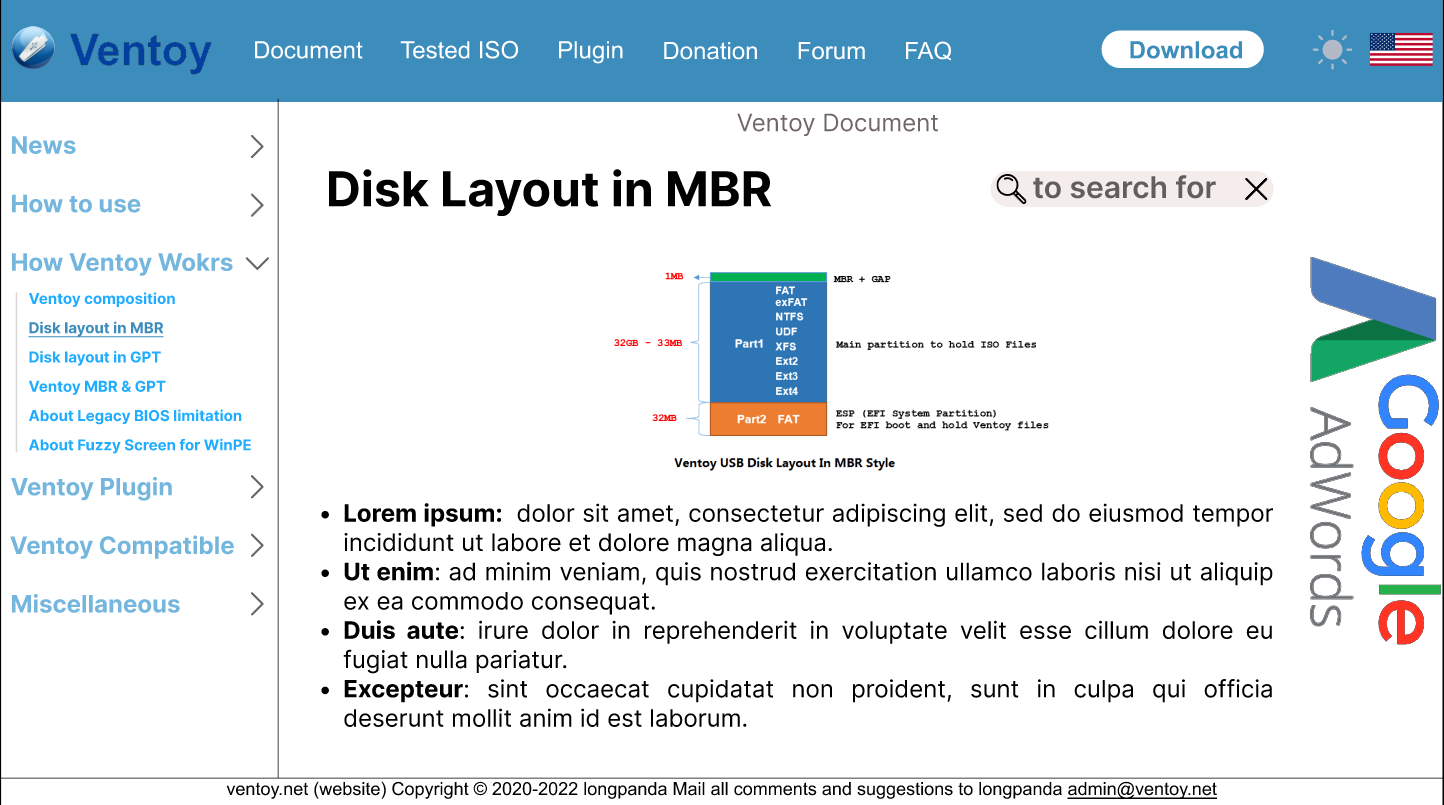 Ventoy Document Tested ISO Plugin Donation Forum FAQ Download
News
How to use
How Ventoy Wokrs
Ventoy composition
Disk layout in MBR
Disk layout in GPT
Ventoy MBR & GPT
About Legacy BIOS limitation
About Fuzzy Screen for WinPE
Ventoy Plugin
Ventoy Compatible
Miscellaneous
Ventoy Document
Disk Layout in MBR
to search for
1MB
MBR + GAP
32GB - 33MB
Part1
FAT
exFAT
NTFS
UDF
XFS
Ext2
Ext3
Ext4
Main partition to hold ISO Files
32MB
Part2 FAT
ESP (EFI System Partition)
For EFI boot and hold Ventoy files
Ventoy USB Disk Layout In MBR Style
• Lorem ipsum: dolor sit amet, consectetur adipiscing elit, sed do eiusmod tempor
incididunt ut labore et dolore magna aliqua.
• Ut enim: ad minim veniam, quis nostrud exercitation ullamco laboris nisi ut aliquip
ex ea commodo consequat.
• Duis aute: irure dolor in reprehenderit in voluptate velit esse cillum dolore eu
fugiat nulla pariatur.
• Excepteur: sint occaecat cupidatat non proident, sunt in culpa qui officia
deserunt mollit anim id est laborum.
Google
AdWords
ventoy.net (website) Copyright © 2020-2022 longpanda Mail all comments and suggestions to longpanda admin@ventoy.net